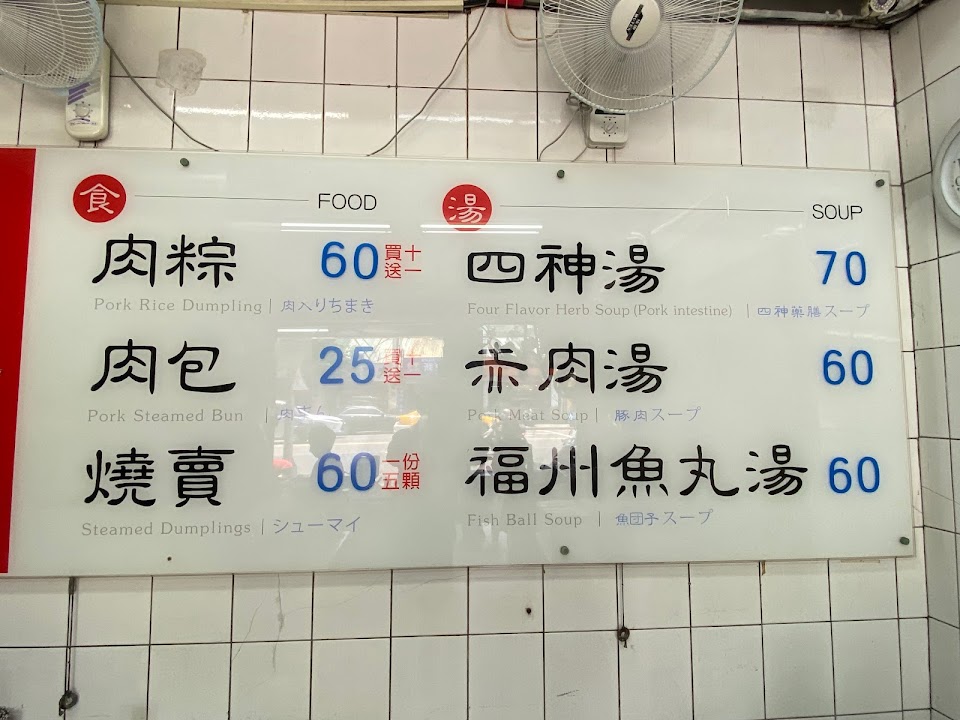 食 FOOD
肉粽 60 買十送一
Pork Rice Dumpling | 肉入りちまき
肉包 25 買十送一
Pork Steamed Bun |
燒賣 60 一份五顆
Steamed Dumplings | シューマイ
湯 SOUP
四神湯 70
Four Flavor Herb Soup (Pork intestine) | 四神薬膳スープ
赤肉湯 60
Pork Meat Soup | 豚肉スープ
福州魚丸湯 60
Fish Ball Soup | 魚団子スープ